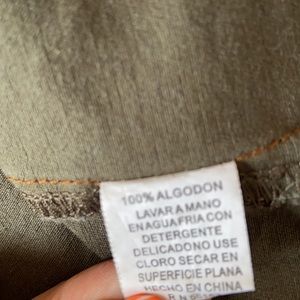 100% ALGODON
LAVAR A MANO
EN AGUA FRIA CON
DETERGENTE
DELICADO NO USE
CLORO SECAR EN
SUPERFICIE PLANA
HECHO EN CHINA